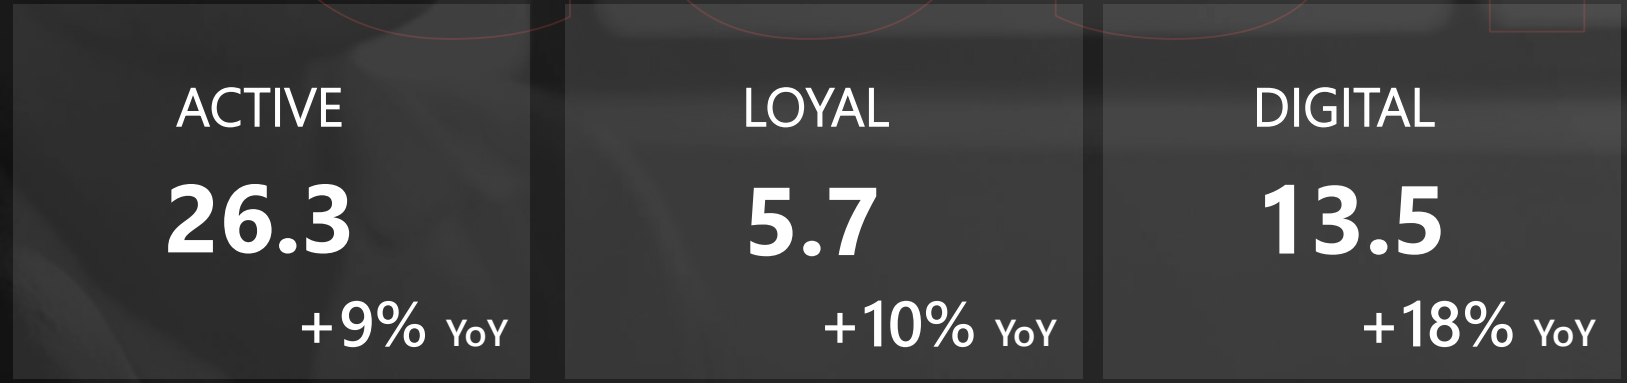 ACTIVE
26.3
+9% YoY
LOYAL
5.7
+10% YoY
DIGITAL
13.5
+18% YoY